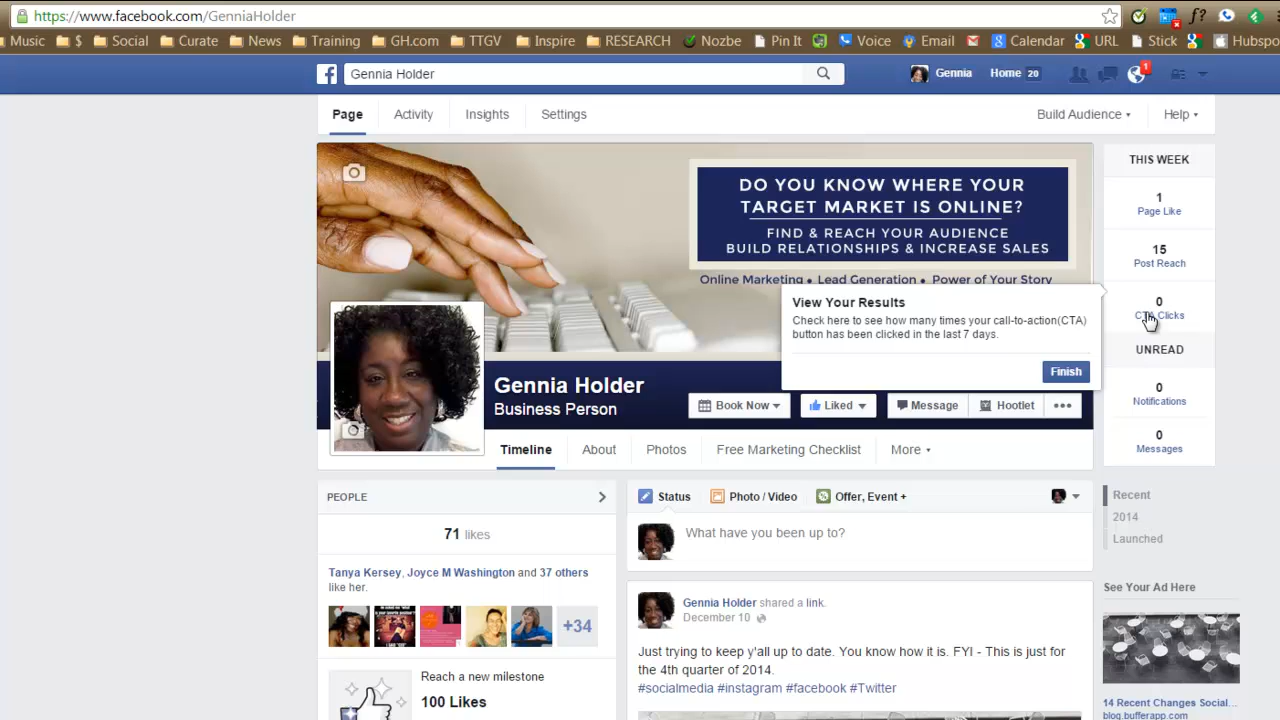 https://www.facebook.com/GenniaHolder
Music $ Social Curate News Training GH.com TTGV Inspire RESEARCH Nozbe Pin It Voice Email Calendar URL Stick Hubspo
Gennia Holder
Gennia Home 20 1
Page Activity Insights Settings Build Audience Help
DO YOU KNOW WHERE YOUR
TARGET MARKET IS ONLINE?
FIND & REACH YOUR AUDIENCE
BUILD RELATIONSHIPS & INCREASE SALES
Online Marketing • Lead Generation • Power of Your Story
View Your Results
Check here to see how many times your call-to-action(CTA)
button has been clicked in the last 7 days.
Finish
Gennia Holder
Business Person
Book Now Liked Message Hootlet •••
Timeline About Photos Free Marketing Checklist More
THIS WEEK
1
Page Like
15
Post Reach
0
CTA Clicks
UNREAD
0
Notifications
0
Messages
Recent
2014
Launched
See Your Ad Here
14 Recent Changes Social...
blog.bufferapp.com
PEOPLE
71 likes
Tanya Kersey, Joyce M Washington and 37 others
like her.
+34
Reach a new milestone
100 Likes
Status Photo / Video Offer, Event +
What have you been up to?
Gennia Holder shared a link.
December 10
Just trying to keep y'all up to date. You know how it is. FYI - This is just for
the 4th quarter of 2014.
#socialmedia #instagram #facebook #Twitter